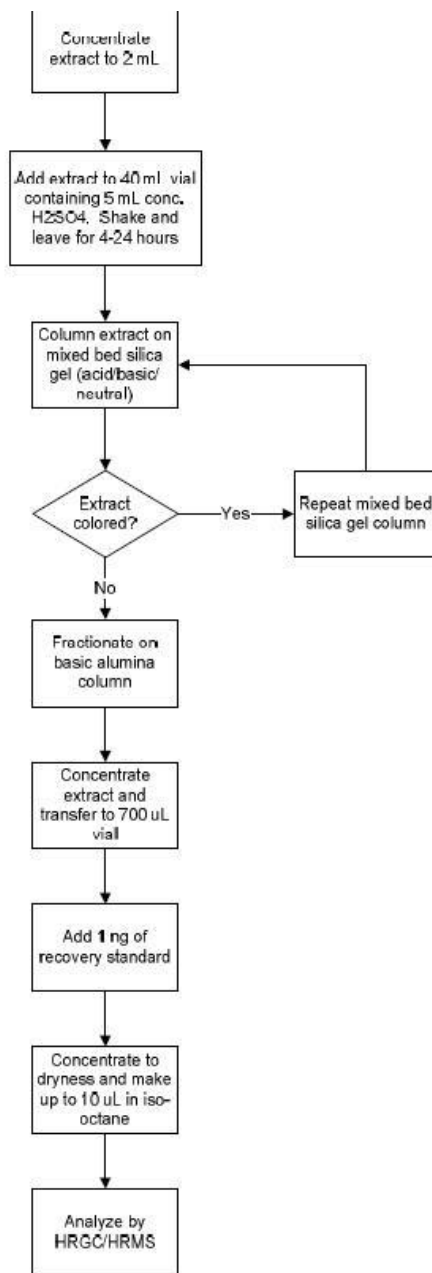 Concentrate
extract to 2 mL
Add extract to 40 mL vial
containing 5 mL conc.
H2SO4. Shake and
leave for 4-24 hours
Column extract on
mixed bed silica
gel (acid/basic/
neutral)
Extract
colored?
Yes
Repeat mixed bed
silica gel column
No
Fractionate on
basic alumina
column
Concentrate
extract and
transfer to 700 uL
viall
Add 1 ng of
recovery standard
Concentrate to
dryness and make
up to 10 uL in iso-
octane
Analyze by
HRGC/HRMS